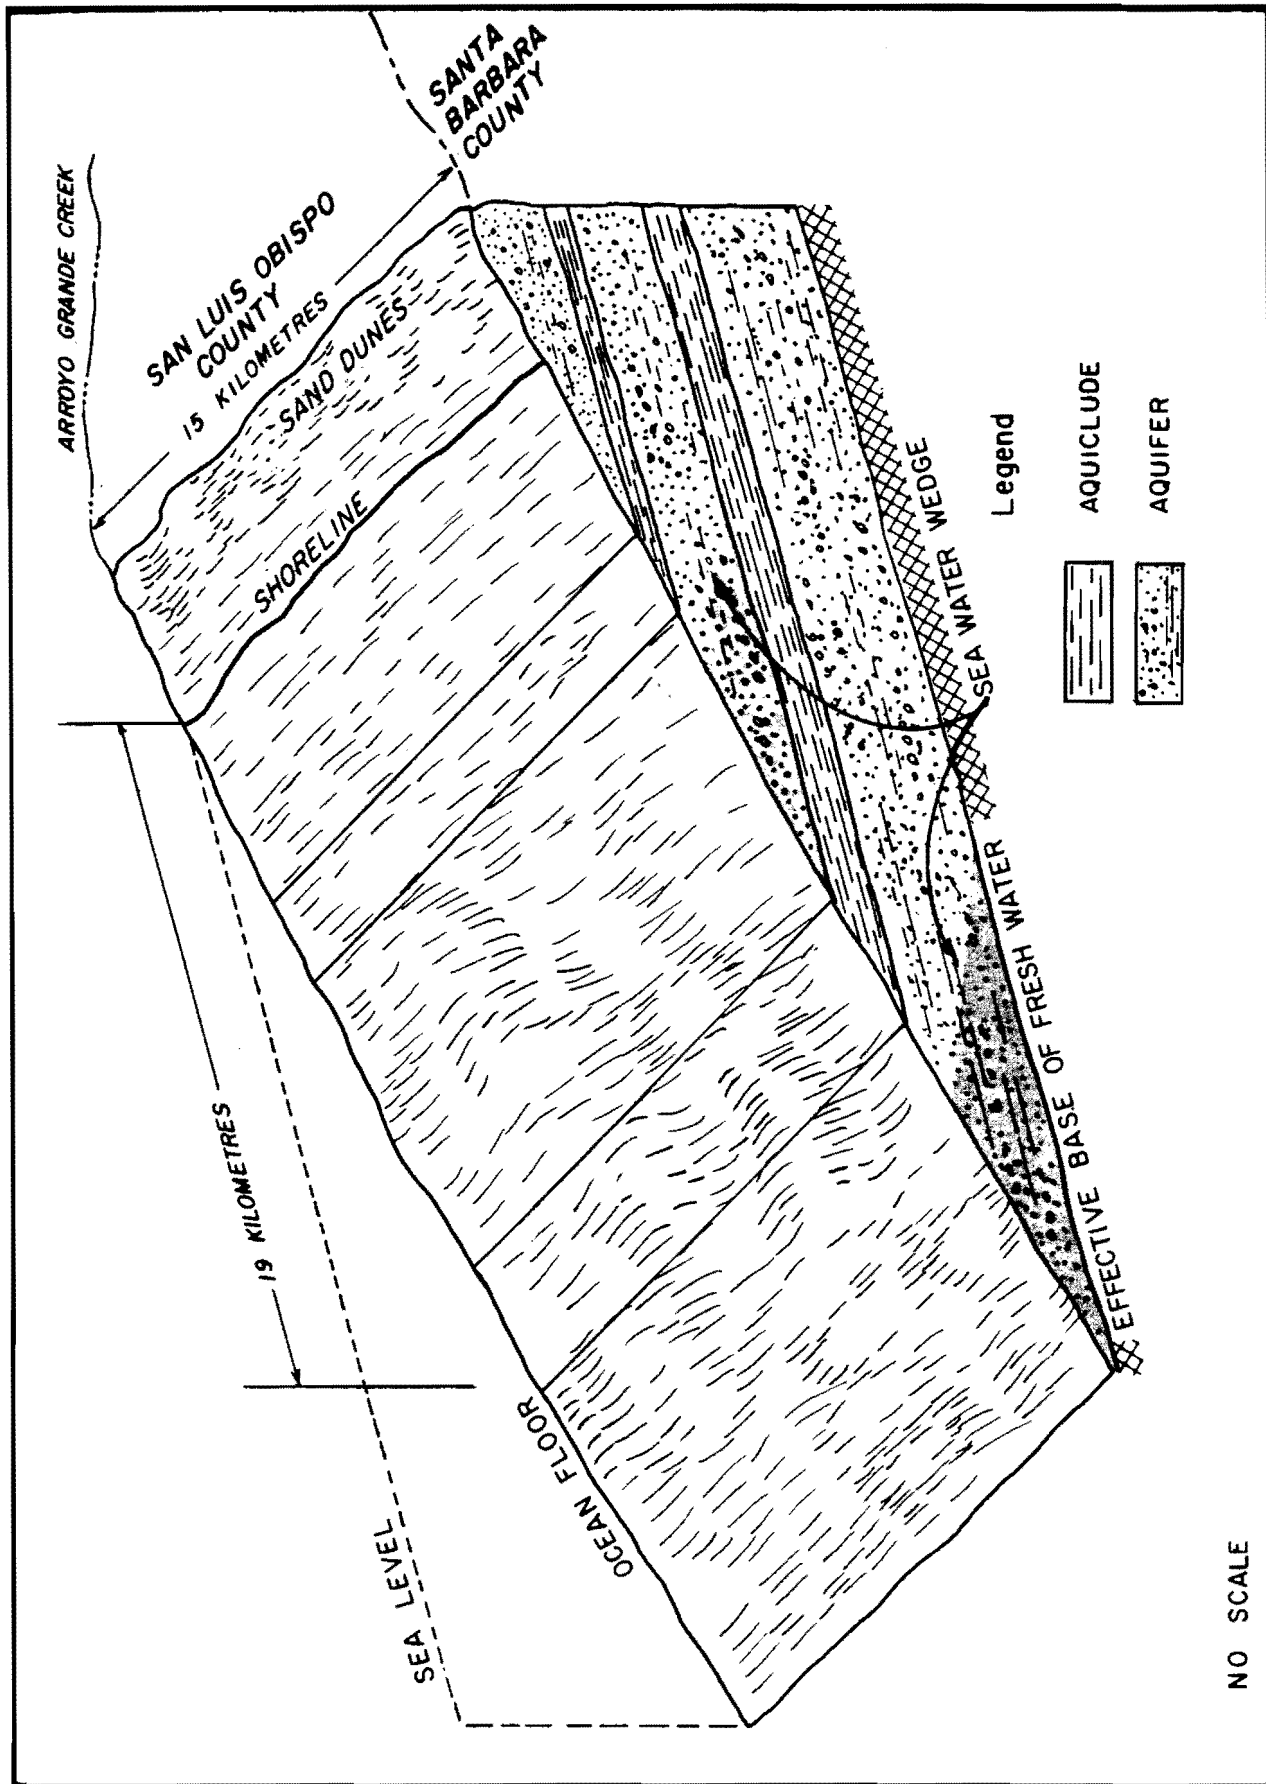 ARROYO GRANDE CREEK
SAN LUIS OBISPO
COUNTY
15 KILOMETRES
SANTA
BARBARA
COUNTY
SAND DUNES
SHORELINE
19 KILOMETRES
SEA LEVEL
OCEAN FLOOR
SEA WATER WEDGE
EFFECTIVE BASE OF FRESH WATER
Legend
AQUICLUDE
AQUIFER
NO SCALE